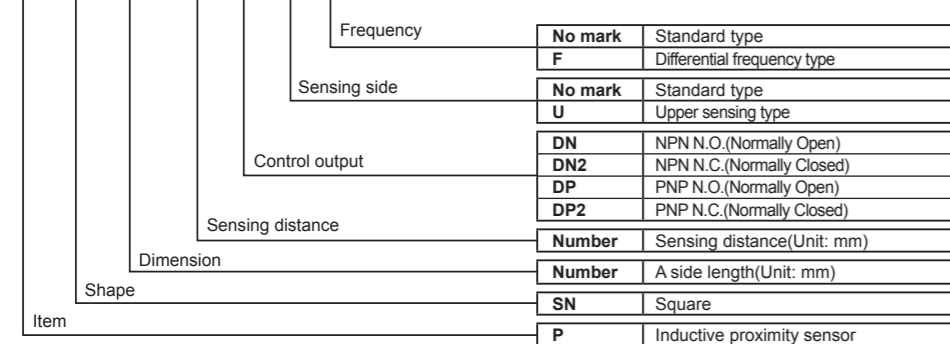 Frequency
No mark Standard type
F Differential frequency type
Sensing side
No mark Standard type
U Upper sensing type
Control output
DN NPN N.O.(Normally Open)
DN2 NPN N.C.(Normally Closed)
DP PNP N.O.(Normally Open)
DP2 PNP N.C.(Normally Closed)
Sensing distance
Number Sensing distance(Unit: mm)
Dimension
Number A side length(Unit: mm)
Shape
SN Square
Item
P Inductive proximity sensor